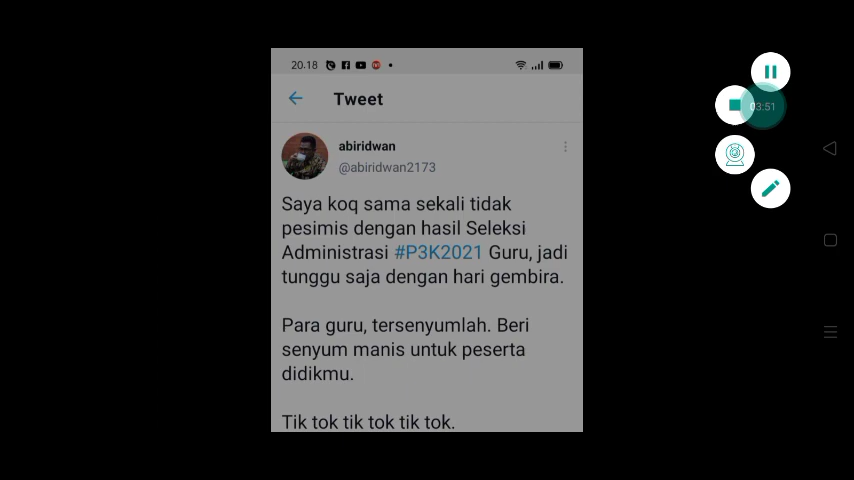 20.18
Tweet
abiridwan
@abiridwan2173
Saya koq sama sekali tidak
pesimis dengan hasil Seleksi
Administrasi #P3K2021 Guru, jadi
tunggu saja dengan hari gembira.
Para guru, tersenyumlah. Beri
senyum manis untuk peserta
didikmu.
Tik tok tik tok tik tok.
03:51